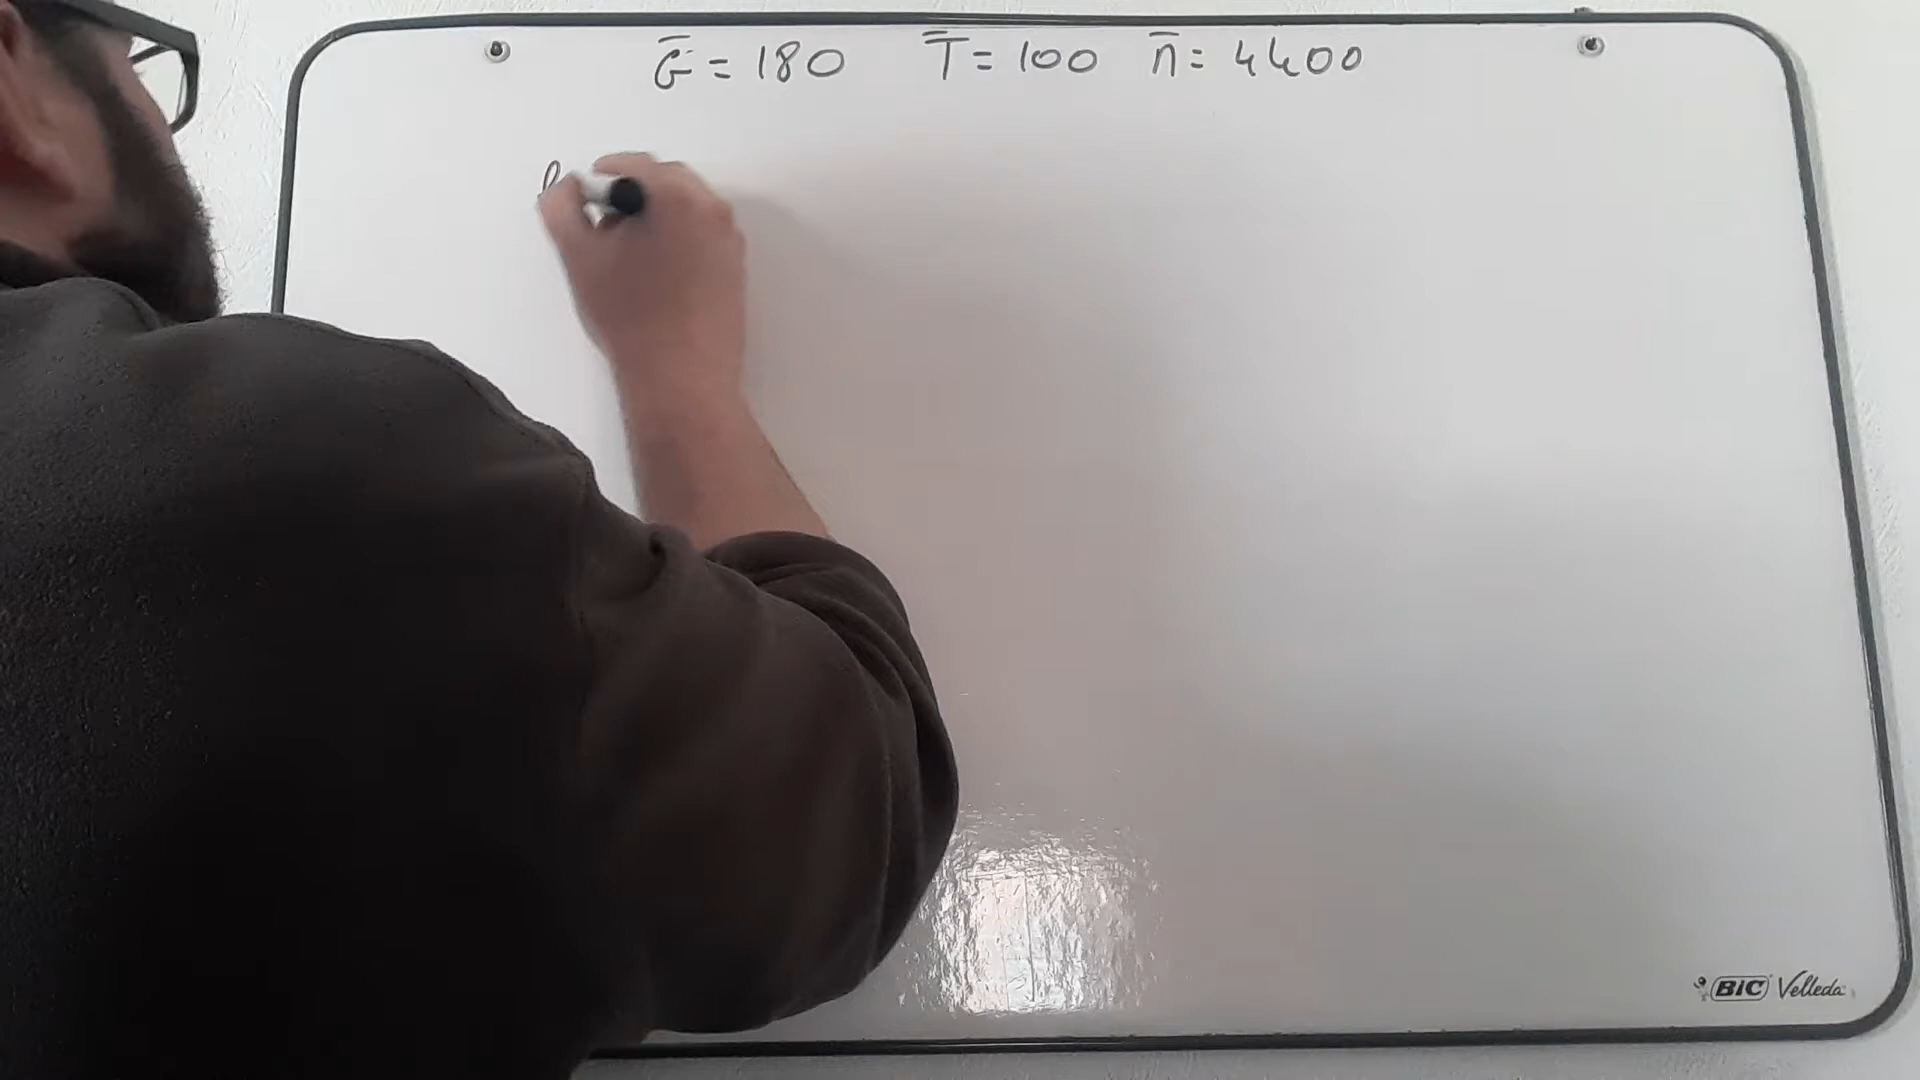 G̅ = 180 T̅ = 100 n̅ = 4400
BIC Velleda